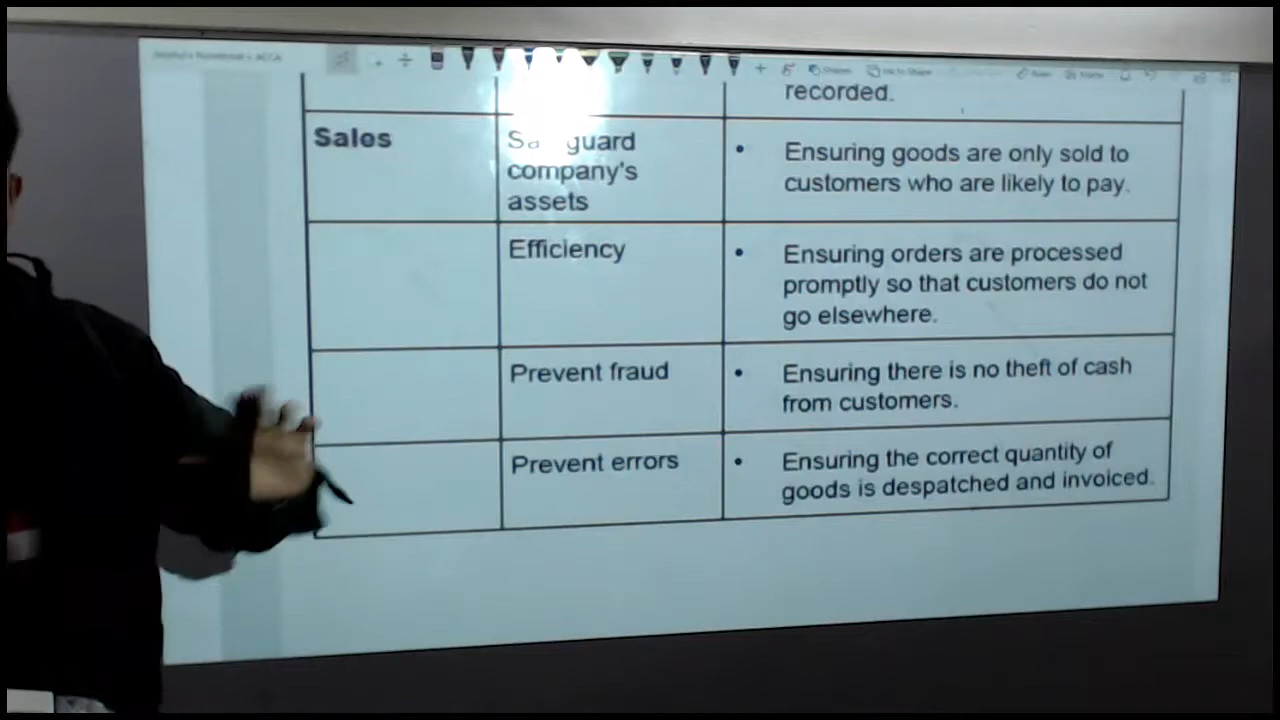 recorded.
Sales
Safeguard
company's
assets
Ensuring goods are only sold to
customers who are likely to pay.
Efficiency
Ensuring orders are processed
promptly so that customers do not
go elsewhere.
Prevent fraud
Ensuring there is no theft of cash
from customers.
Prevent errors
Ensuring the correct quantity of
goods is despatched and invoiced.